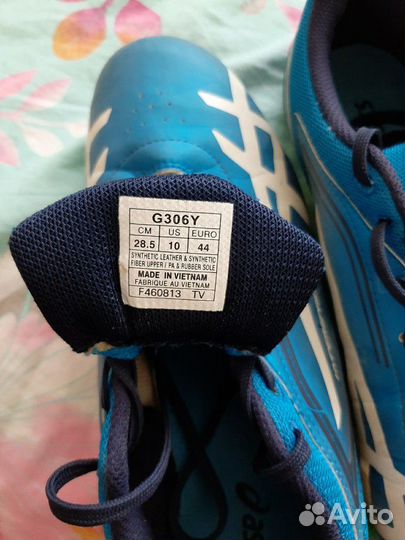 G306Y
CM US EURO
28.5 10 44
SYNTHETIC LEATHER & SYNTHETIC
FIBER UPPER / PA & RUBBER SOLE
MADE IN VIETNAM
FABRIQUE AU VIETNAM
F460813 TV
Avito